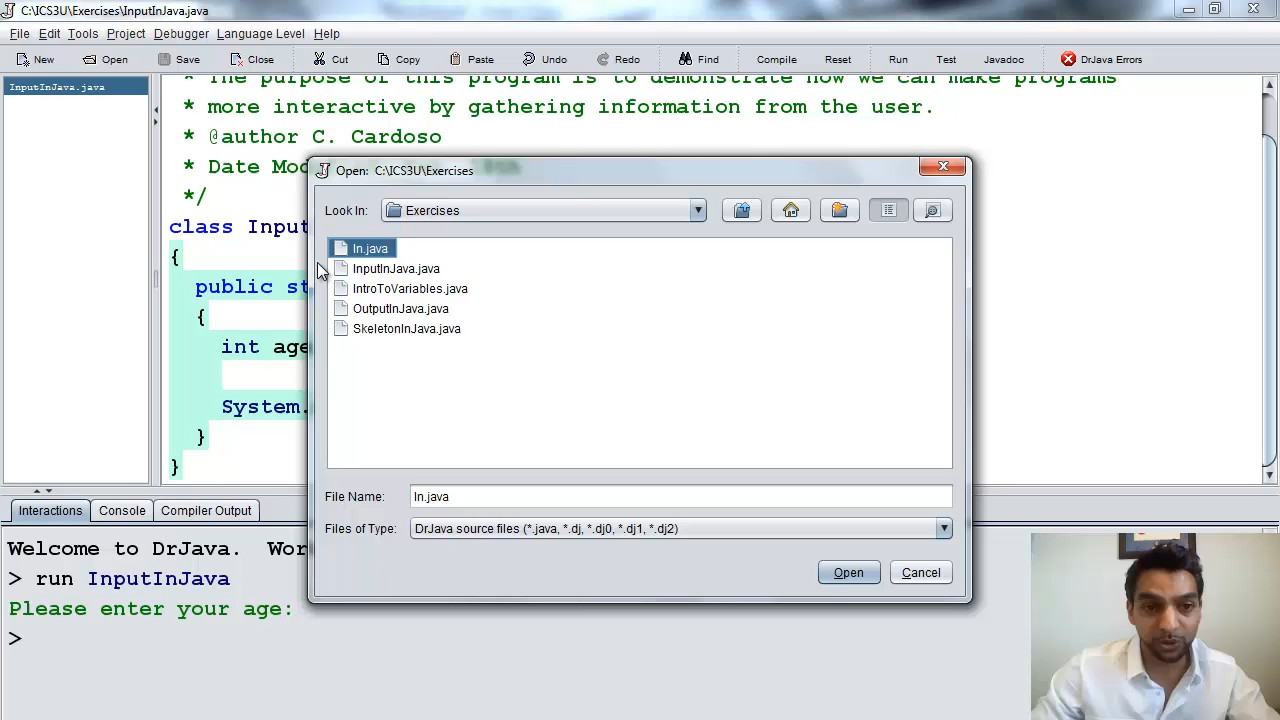 C:\ICS3U\Exercises\InputInJava.java
File Edit Tools Project Debugger Language Level Help
New Open Save Close Cut Copy Paste Undo Redo Find Compile Reset Run Test Javadoc DrJava Errors
InputInJava.java
* The purpose of this program is to demonstrate how we can make programs
* more interactive by gathering information from the user.
* @author C. Cardoso
* Date Mod
*/
class Inpu
{
public st
{
int age
System.
}
}
Open: C:\ICS3U\Exercises
Look In: Exercises
In.java
InputInJava.java
IntroToVariables.java
OutputInJava.java
SkeletonInJava.java
File Name: In.java
Files of Type: DrJava source files (*.java, *.dj, *.dj0, *.dj1, *.dj2)
Open Cancel
Interactions Console Compiler Output
Welcome to DrJava. Wor
> run InputInJava
Please enter your age:
>